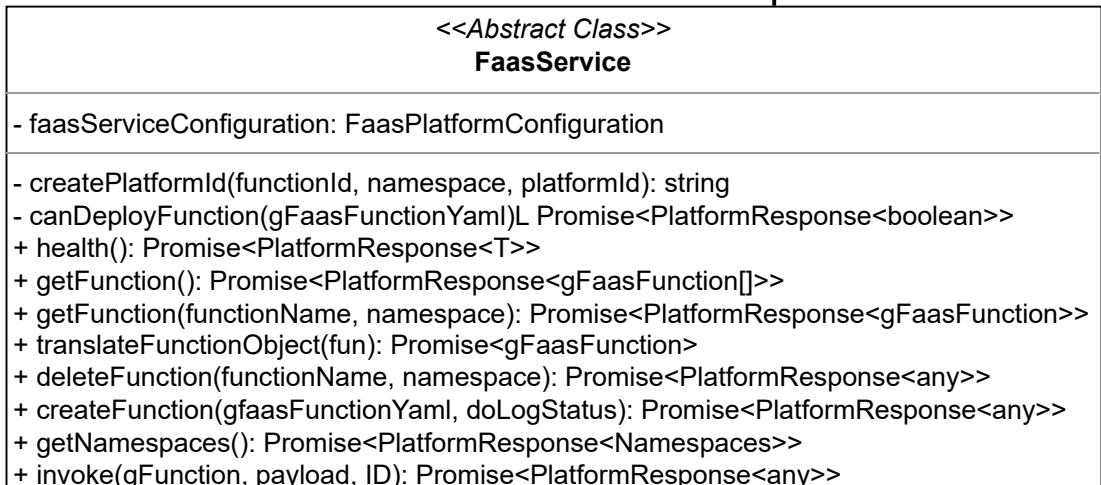 <<Abstract Class>>
FaasService
- faasServiceConfiguration: FaasPlatformConfiguration
- createPlatformId(functionId, namespace, platformId): string
- canDeployFunction(gFaasFunctionYaml)L Promise<PlatformResponse<boolean>>
+ health(): Promise<PlatformResponse<T>>
+ getFunction(): Promise<PlatformResponse<gFaasFunction[]>>
+ getFunction(functionName, namespace): Promise<PlatformResponse<gFaasFunction>>
+ translateFunctionObject(fun): Promise<gFaasFunction>
+ deleteFunction(functionName, namespace): Promise<PlatformResponse<any>>
+ createFunction(gfaasFunctionYaml, doLogStatus): Promise<PlatformResponse<any>>
+ getNamespaces(): Promise<PlatformResponse<Namespaces>>
+ invoke(gFunction, payload, ID): Promise<PlatformResponse<any>>